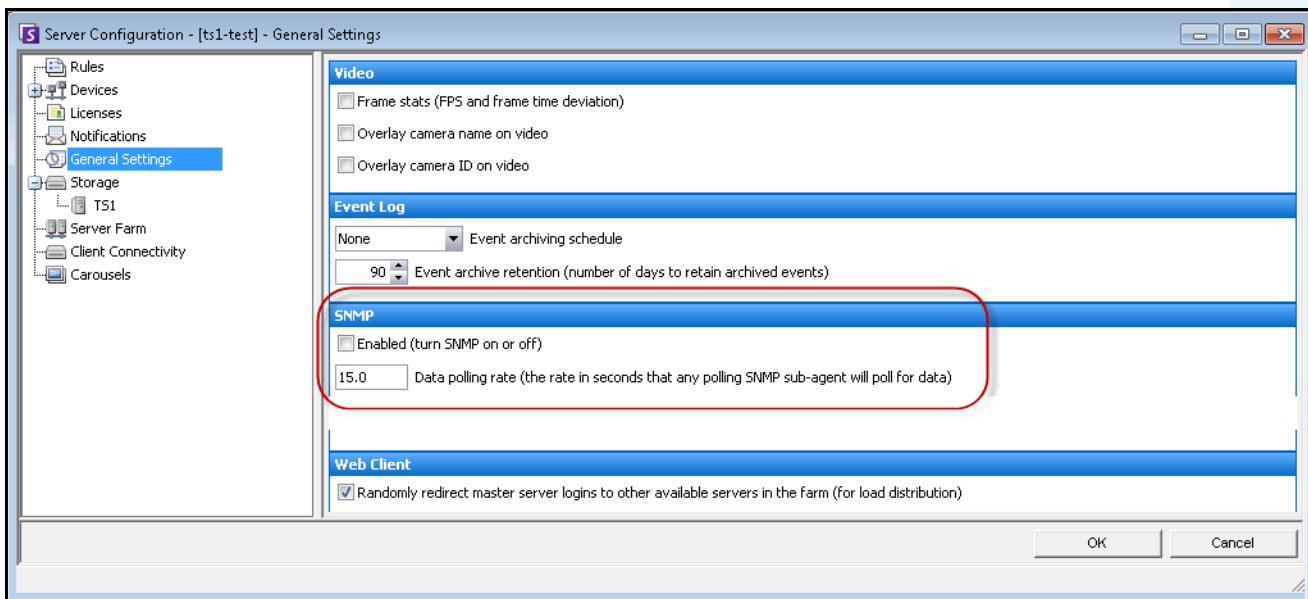 Server Configuration - [ts1-test] - General Settings
Rules
Devices
Licenses
Notifications
General Settings
Storage
TS1
Server Farm
Client Connectivity
Carousels
Video
Frame stats (FPS and frame time deviation)
Overlay camera name on video
Overlay camera ID on video
Event Log
None Event archiving schedule
90 Event archive retention (number of days to retain archived events)
SNMP
Enabled (turn SNMP on or off)
15.0 Data polling rate (the rate in seconds that any polling SNMP sub-agent will poll for data)
Web Client
Randomly redirect master server logins to other available servers in the farm (for load distribution)
OK Cancel